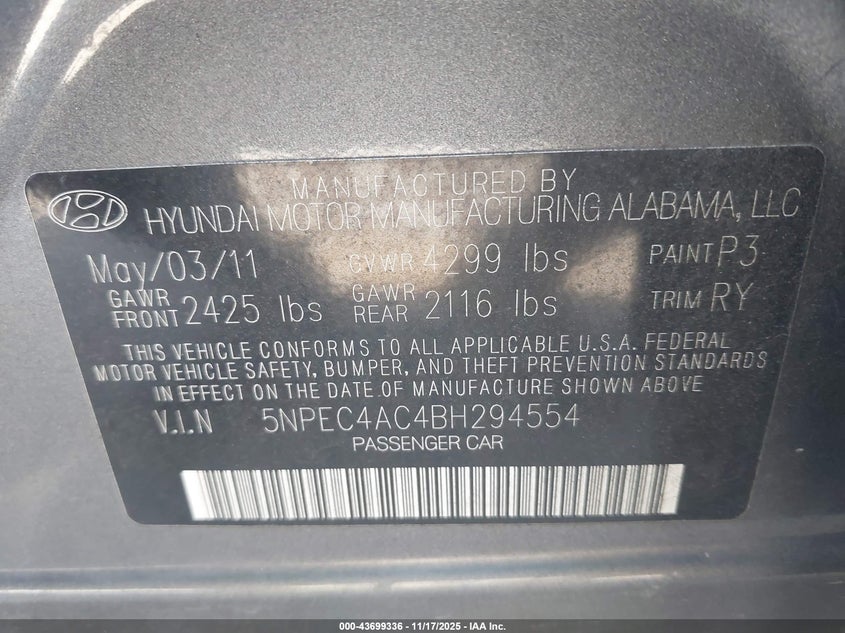 MANUFACTURED BY
HYUNDAI MOTOR MANUFACTURING ALABAMA, LLC
May/03/11 GVWR 4299 lbs PAINT P3
GAWR FRONT 2425 lbs GAWR REAR 2116 lbs TRIM RY
THIS VEHICLE CONFORMS TO ALL APPLICABLE U.S.A. FEDERAL
MOTOR VEHICLE SAFETY, BUMPER, AND THEFT PREVENTION STANDARDS
IN EFFECT ON THE DATE OF MANUFACTURE SHOWN ABOVE
V.I.N 5NPEC4AC4BH294554
PASSENGER CAR
000-43699336 - 11/17/2025 - IAA Inc.